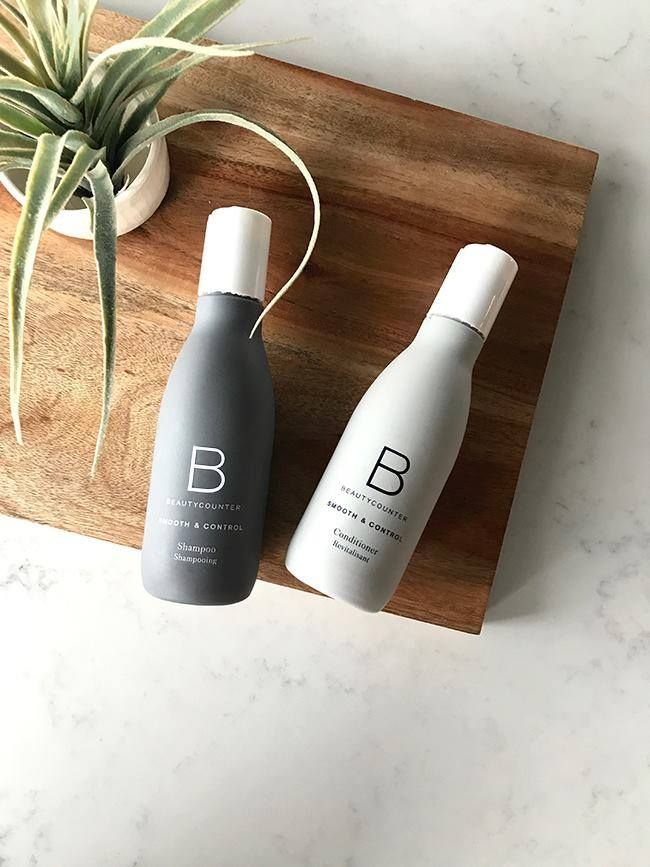 B
BEAUTYCOUNTER
SMOOTH & CONTROL
Shampoo
Shampooing
B
BEAUTYCOUNTER
SMOOTH & CONTROL
Conditioner
Revitalisant